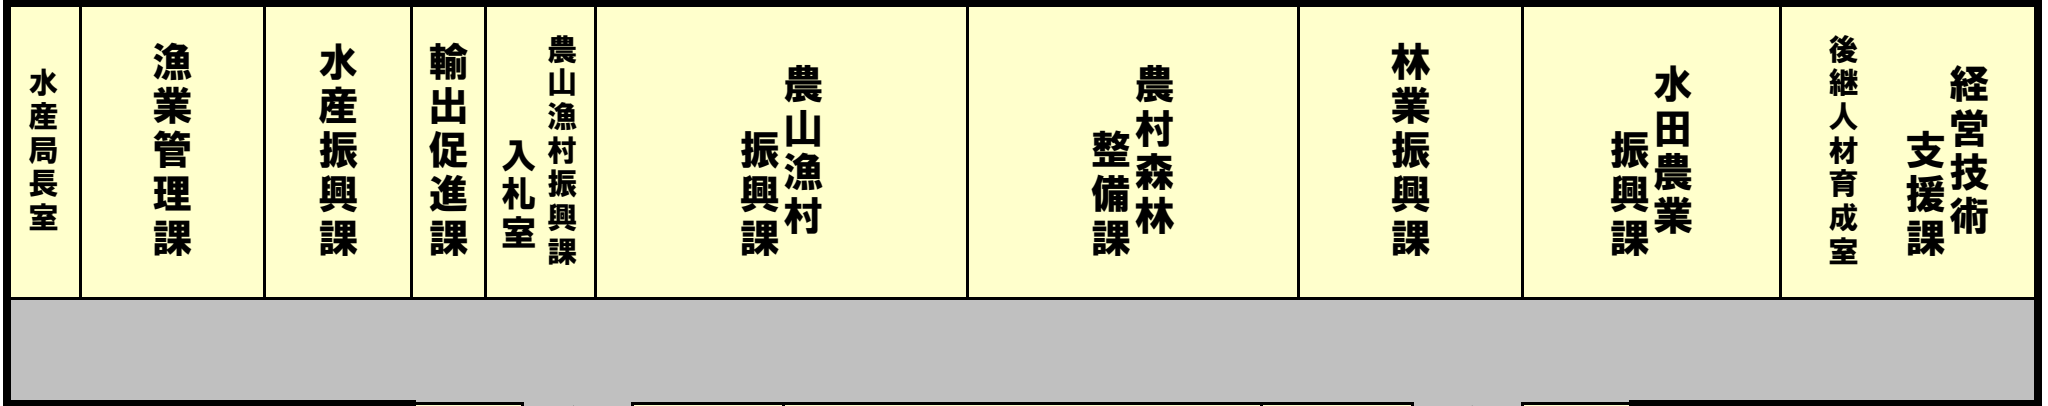 水産局長室
漁業管理課
水産振興課
輸出促進課
農山漁村振興課
入札室
農山漁村
振興課
農村森林
整備課
林業振興課
水田農業
振興課
経営技術
支援課
後継人材育成室